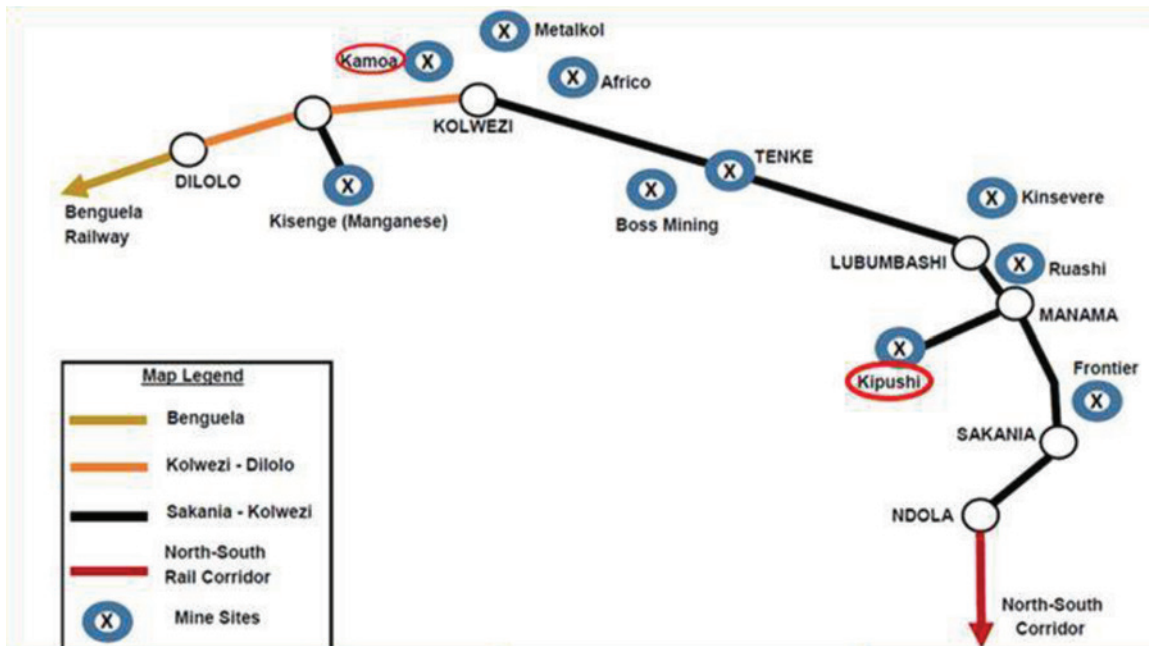 Metalkol
Kamoa
Africo
KOLWEZI
TENKE
DILOLO
Kinsevere
Benguela
Railway
Kisenge (Manganese)
Boss Mining
LUBUMBASHI
Ruashi
MANAMA
Kipushi
Frontier
SAKANIA
NDOLA
North-South
Corridor
Map Legend
Benguela
Kolwezi - Dilolo
Sakania - Kolwezi
North-South
Rail Corridor
X Mine Sites
X
X
X
X
X
X
X
X
X
X